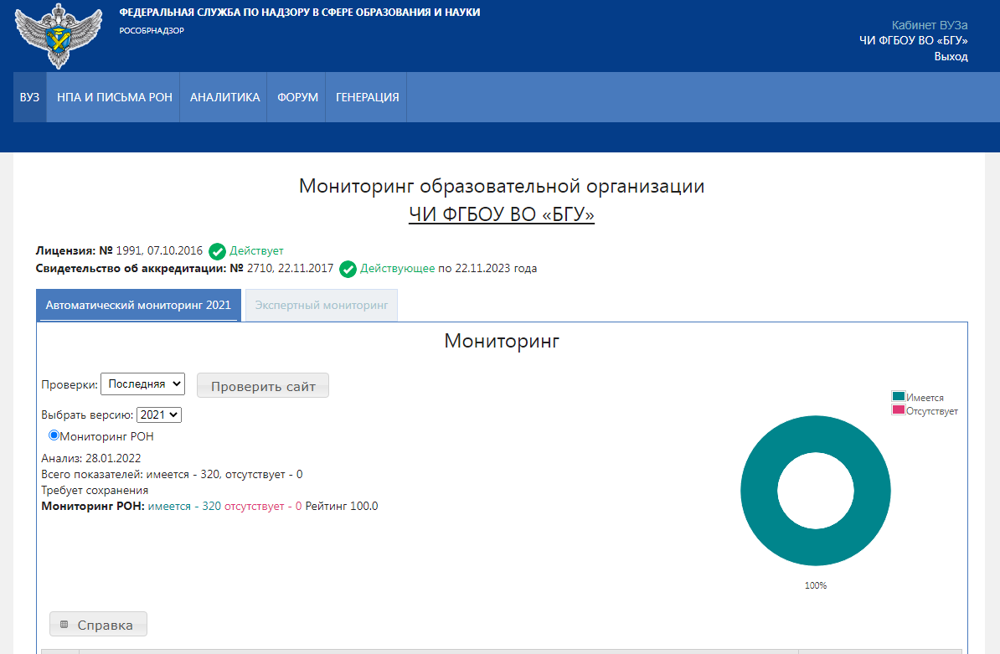 ФЕДЕРАЛЬНАЯ СЛУЖБА ПО НАДЗОРУ В СФЕРЕ ОБРАЗОВАНИЯ И НАУКИ
РОСОБРНАДЗОР
Кабинет ВУЗа
ЧИ ФГБОУ ВО «БГУ»
Выход
ВУЗ НПА И ПИСЬМА РОН АНАЛИТИКА ФОРУМ ГЕНЕРАЦИЯ
Мониторинг образовательной организации
ЧИ ФГБОУ ВО «БГУ»
Лицензия: № 1991, 07.10.2016 Действует
Свидетельство об аккредитации: № 2710, 22.11.2017 Действующее по 22.11.2023 года
Автоматический мониторинг 2021 Экспертный мониторинг
Мониторинг
Проверки: Последняя Проверить сайт
Выбрать версию: 2021
Мониторинг РОН
Анализ: 28.01.2022
Всего показателей: имеется - 320, отсутствует - 0
Требует сохранения
Мониторинг РОН: имеется - 320 отсутствует - 0 Рейтинг 100.0
Имеется
Отсутствует
100%
Справка